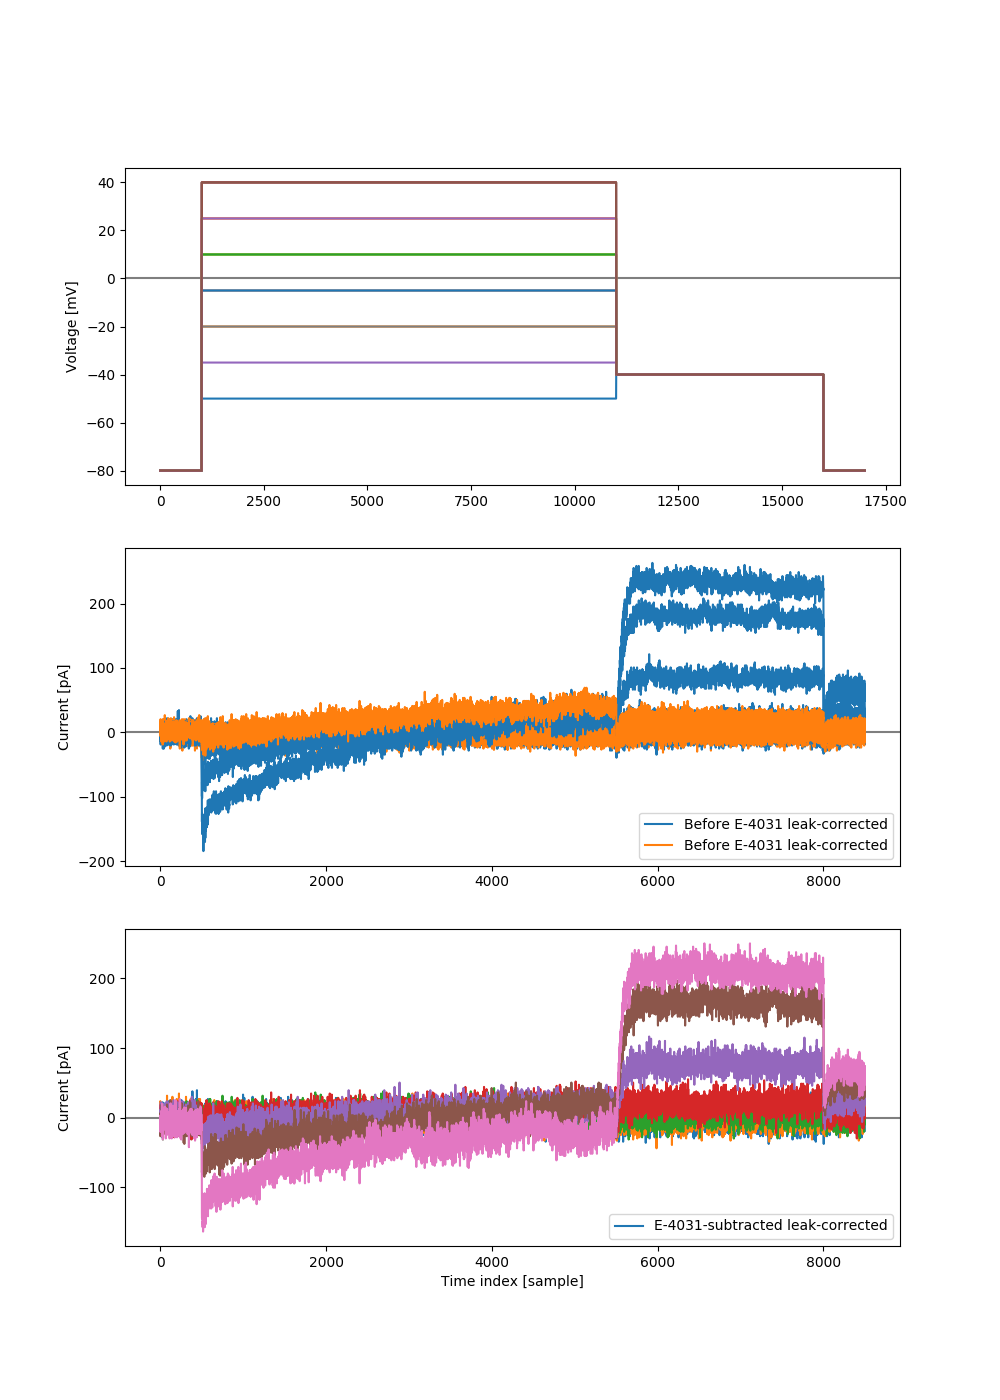 40
20
0
−20
−40
−60
−80
Voltage [mV]
0 2500 5000 7500 10000 12500 15000 17500
200
100
0
−100
−200
Current [pA]
Before E-4031 leak-corrected
Before E-4031 leak-corrected
0 2000 4000 6000 8000
200
100
0
−100
Current [pA]
E-4031-subtracted leak-corrected
0 2000 4000 6000 8000
Time index [sample]